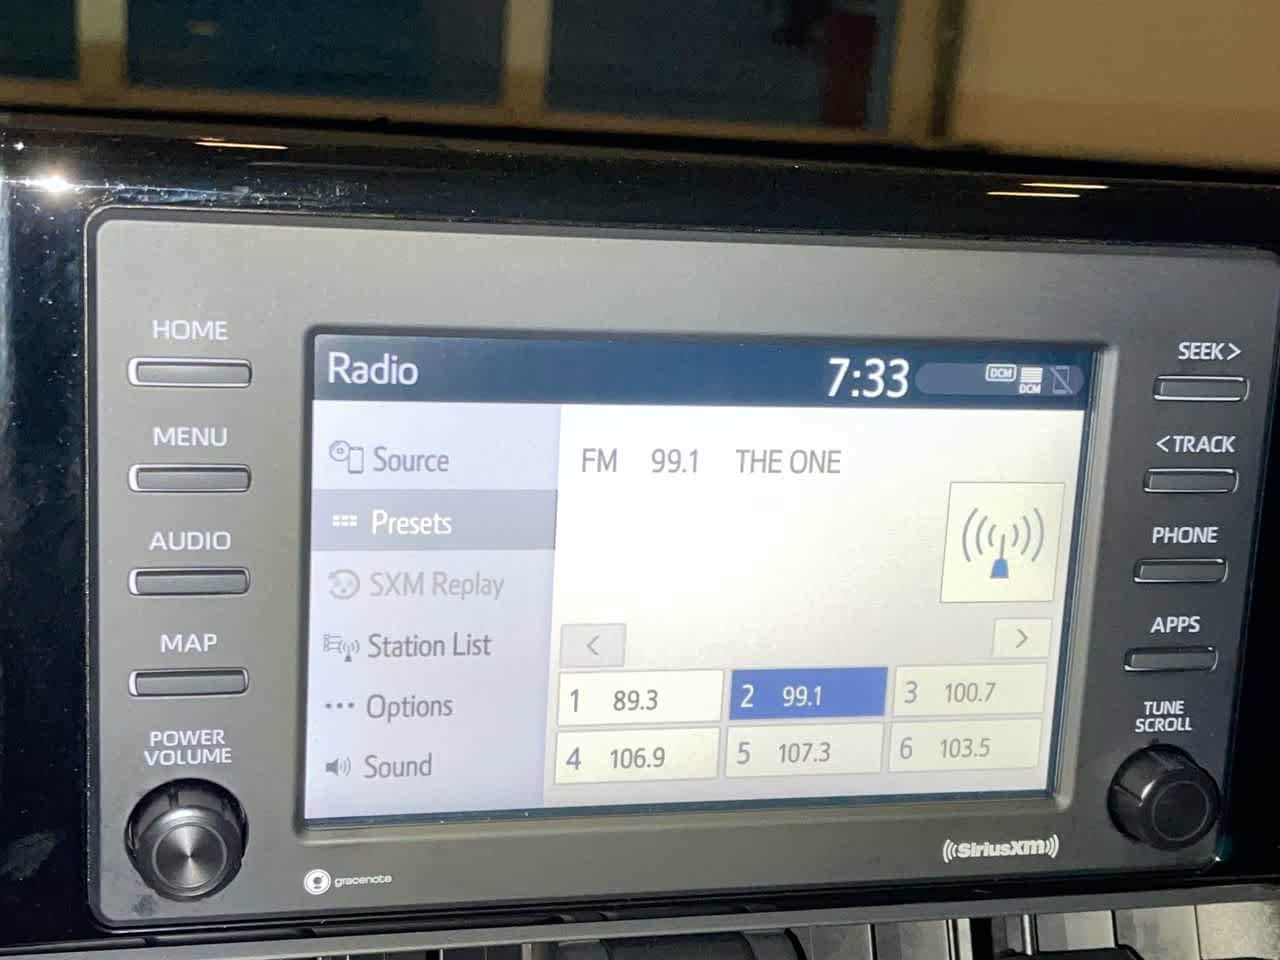 HOME
MENU
AUDIO
MAP
POWER
VOLUME
Radio
7:33
DCM
DCM
Source
Presets
SXM Replay
Station List
Options
Sound
FM 99.1 THE ONE
<
>
1 89.3
2 99.1
3 100.7
4 106.9
5 107.3
6 103.5
SEEK>
<TRACK
PHONE
APPS
TUNE
SCROLL
gracenote
((SiriusXM))